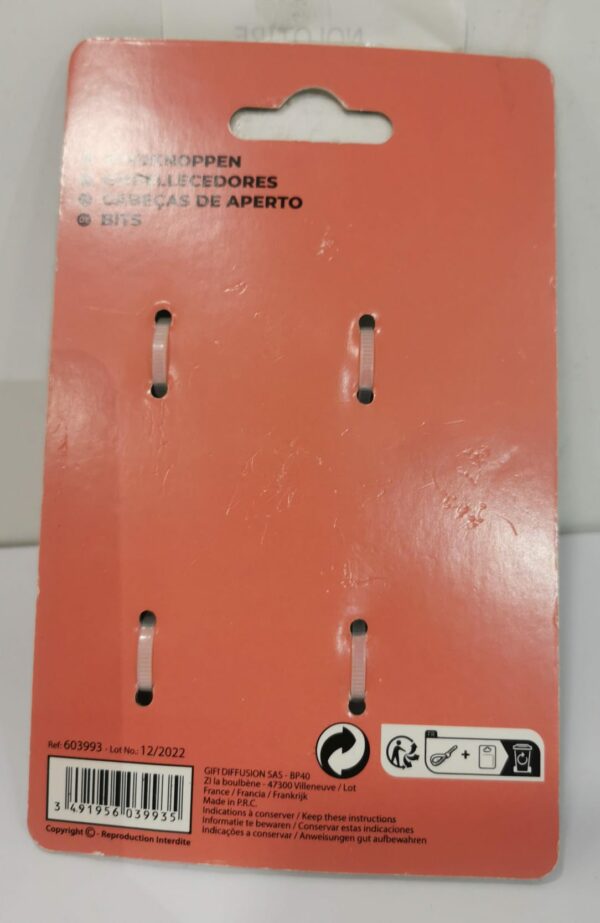 CABEÇAS DE APERTO
BITS
Ref: 603993 - Lot No.: 12/2022
3 491956 039935
Copyright © - Reproduction Interdite
GIFI DIFFUSION SAS - BP40
ZI la boulbène - 47300 Villeneuve / Lot
France / Francia / Frankrijk
Made in P.R.C.
Indications à conserver / Keep these instructions
Informatie te bewaren / Conservar estas indicaciones
Indicações a conservar / Anweisungen gut aufbewahren
FR
+